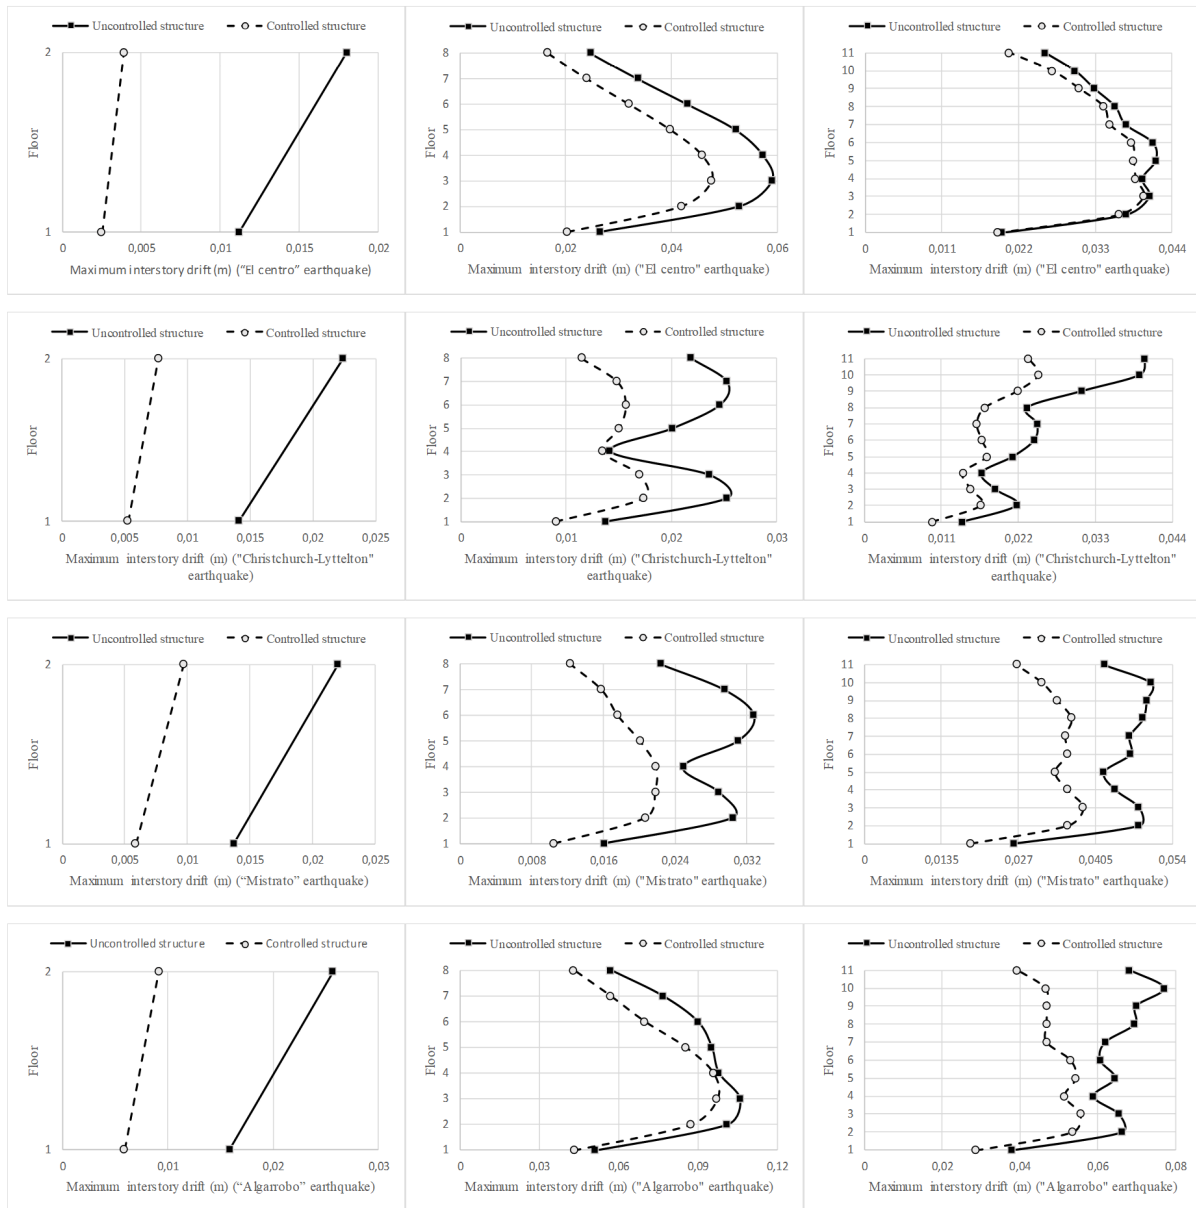 Uncontrolled structure Controlled structure
2
1
Floor
0 0,005 0,01 0,015 0,02
Maximum interstory drift (m) (“El centro” earthquake)
Uncontrolled structure Controlled structure
8
7
6
5
4
3
2
1
Floor
0 0,02 0,04 0,06
Maximum interstory drift (m) ("El centro" earthquake)
Uncontrolled structure Controlled structure
11
10
9
8
7
6
5
4
3
2
1
Floor
0 0,011 0,022 0,033 0,044
Maximum interstory drift (m) ("El centro" earthquake)
Uncontrolled structure Controlled structure
2
1
Floor
0 0,005 0,01 0,015 0,02 0,025
Maximum interstory drift (m) ("Christchurch-Lyttelton"
earthquake)
Uncontrolled structure Controlled structure
8
7
6
5
4
3
2
1
Floor
0 0,01 0,02 0,03
Maximum interstory drift (m) ("Christchurch-Lyttelton"
earthquake)
Uncontrolled structure Controlled structure
11
10
9
8
7
6
5
4
3
2
1
Floor
0 0,011 0,022 0,033 0,044
Maximum interstory drift (m) ("Christchurch-Lyttelton"
earthquake)
Uncontrolled structure Controlled structure
2
1
Floor
0 0,005 0,01 0,015 0,02 0,025
Maximum interstory drift (m) (“Mistrato” earthquake)
Uncontrolled structure Controlled structure
8
7
6
5
4
3
2
1
Floor
0 0,008 0,016 0,024 0,032
Maximum interstory drift (m) ("Mistrato" earthquake)
Uncontrolled structure Controlled structure
11
10
9
8
7
6
5
4
3
2
1
Floor
0 0,0135 0,027 0,0405 0,054
Maximum interstory drift (m) ("Mistrato" earthquake)
Uncontrolled structure Controlled structure
2
1
Floor
0 0,01 0,02 0,03
Maximum interstory drift (m) (“Algarrobo” earthquake)
Uncontrolled structure Controlled structure
8
7
6
5
4
3
2
1
Floor
0 0,03 0,06 0,09 0,12
Maximum interstory drift (m) ("Algarrobo" earthquake)
Uncontrolled structure Controlled structure
11
10
9
8
7
6
5
4
3
2
1
Floor
0 0,02 0,04 0,06 0,08
Maximum interstory drift (m) ("Algarrobo" earthquake)